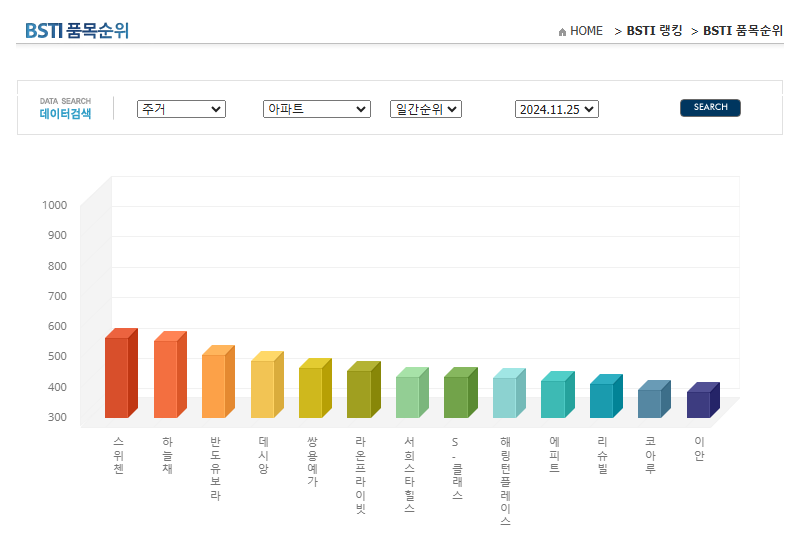 BSTI 품목순위
HOME > BSTI 랭킹 > BSTI 품목순위
DATA SEARCH
데이터검색
주거
아파트
일간순위
2024.11.25
SEARCH
1000
900
800
700
600
500
400
300
스위첸
하늘채
반도유보라
데시앙
쌍용예가
라온프라이빗
서희스타힐스
S-클래스
해링턴플레이스
에피트
리슈빌
코아루
이안